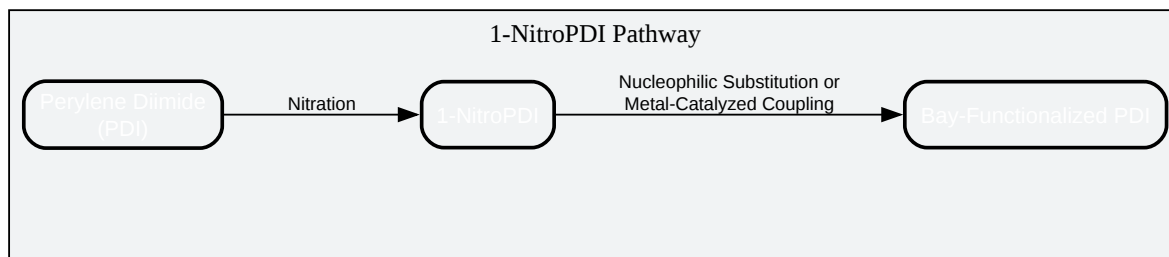 1-NitroPDI Pathway
Perylene Diimide
(PDI)
Nitration
1-NitroPDI
Nucleophilic Substitution or
Metal-Catalyzed Coupling
Bay-Functionalized PDI